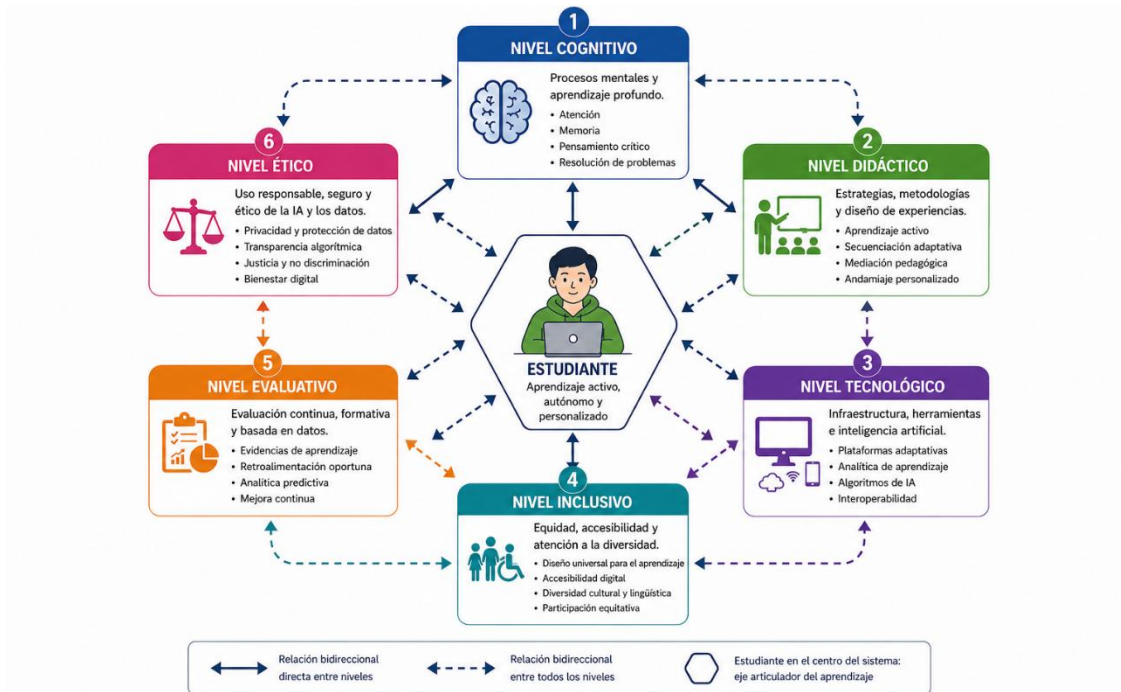 1
NIVEL COGNITIVO
Procesos mentales y
aprendizaje profundo.
• Atención
• Memoria
• Pensamiento crítico
• Resolución de problemas
2
NIVEL DIDÁCTICO
Estrategias, metodologías
y diseño de experiencias.
• Aprendizaje activo
• Secuenciación adaptativa
• Mediación pedagógica
• Andamiaje personalizado
3
NIVEL TECNOLÓGICO
Infraestructura, herramientas
e inteligencia artificial.
• Plataformas adaptativas
• Analítica de aprendizaje
• Algoritmos de IA
• Interoperabilidad
4
NIVEL INCLUSIVO
Equidad, accesibilidad y
atención a la diversidad.
• Diseño universal para el aprendizaje
• Accesibilidad digital
• Diversidad cultural y lingüística
• Participación equitativa
5
NIVEL EVALUATIVO
Evaluación continua, formativa
y basada en datos.
• Evidencias de aprendizaje
• Retroalimentación oportuna
• Analítica predictiva
• Mejora continua
6
NIVEL ÉTICO
Uso responsable, seguro y
ético de la IA y los datos.
• Privacidad y protección de datos
• Transparencia algorítmica
• Justicia y no discriminación
• Bienestar digital
ESTUDIANTE
Aprendizaje activo,
autónomo y
personalizado
Relación bidireccional
directa entre niveles
Relación bidireccional
entre todos los niveles
Estudiante en el centro del sistema:
eje articulador del aprendizaje